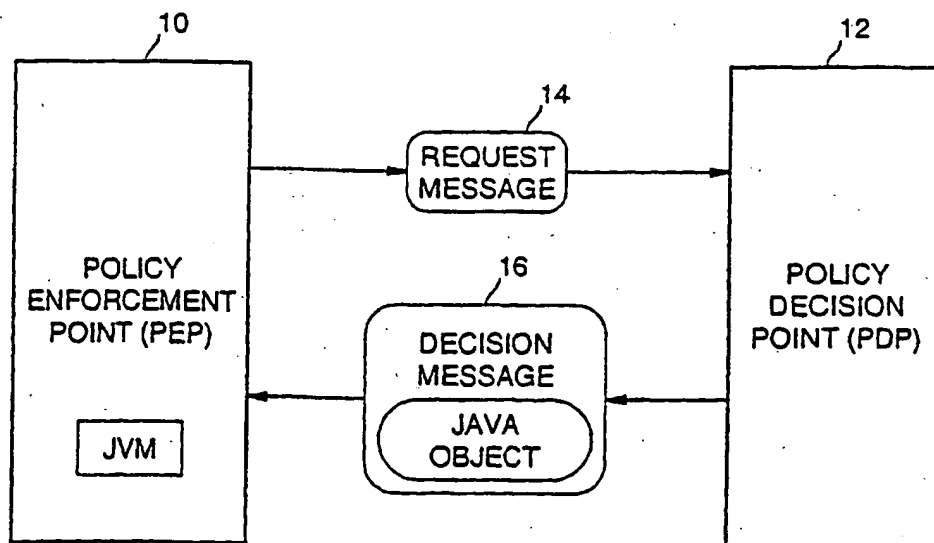 10
12
14
REQUEST
MESSAGE
16
POLICY
ENFORCEMENT
POINT (PEP)
POLICY
DECISION
POINT (PDP)
DECISION
MESSAGE
JAVA
OBJECT
JVM